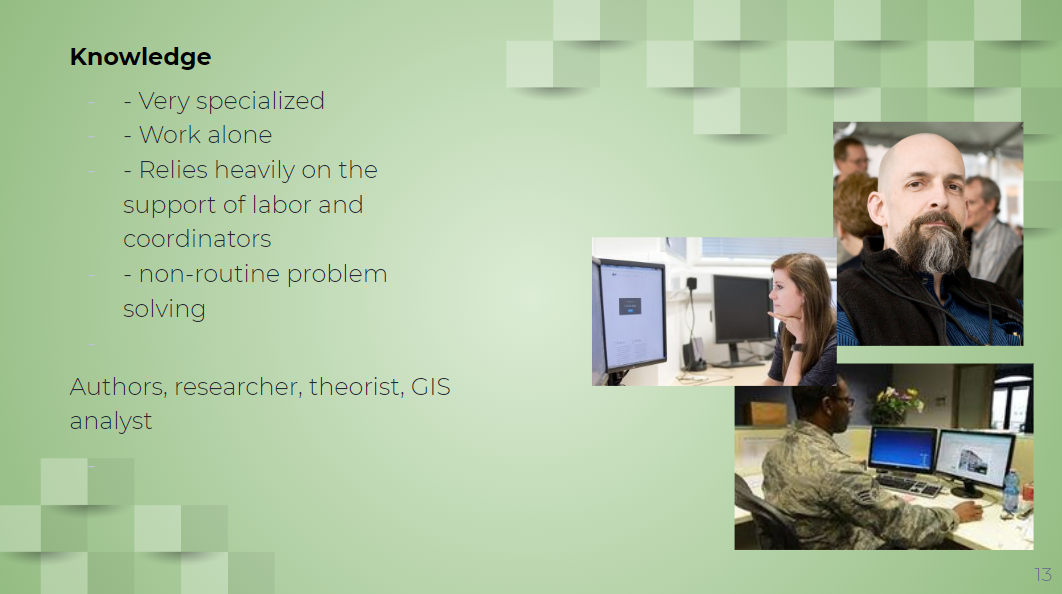 Knowledge
- - Very specialized
- - Work alone
- - Relies heavily on the
support of labor and
coordinators
- - non-routine problem
solving
-
Authors, researcher, theorist, GIS
analyst
-
13